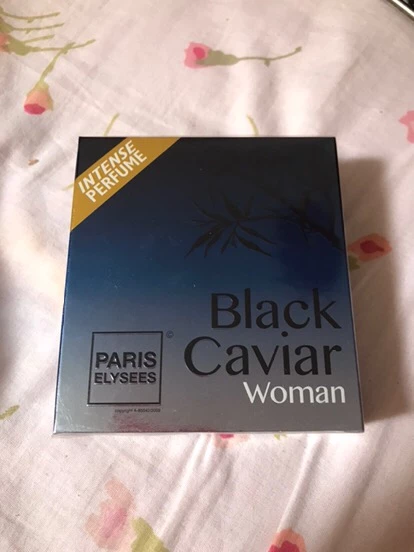 INTENSE
PERFUME
Black
Caviar
Woman
©
PARIS
ELYSEES